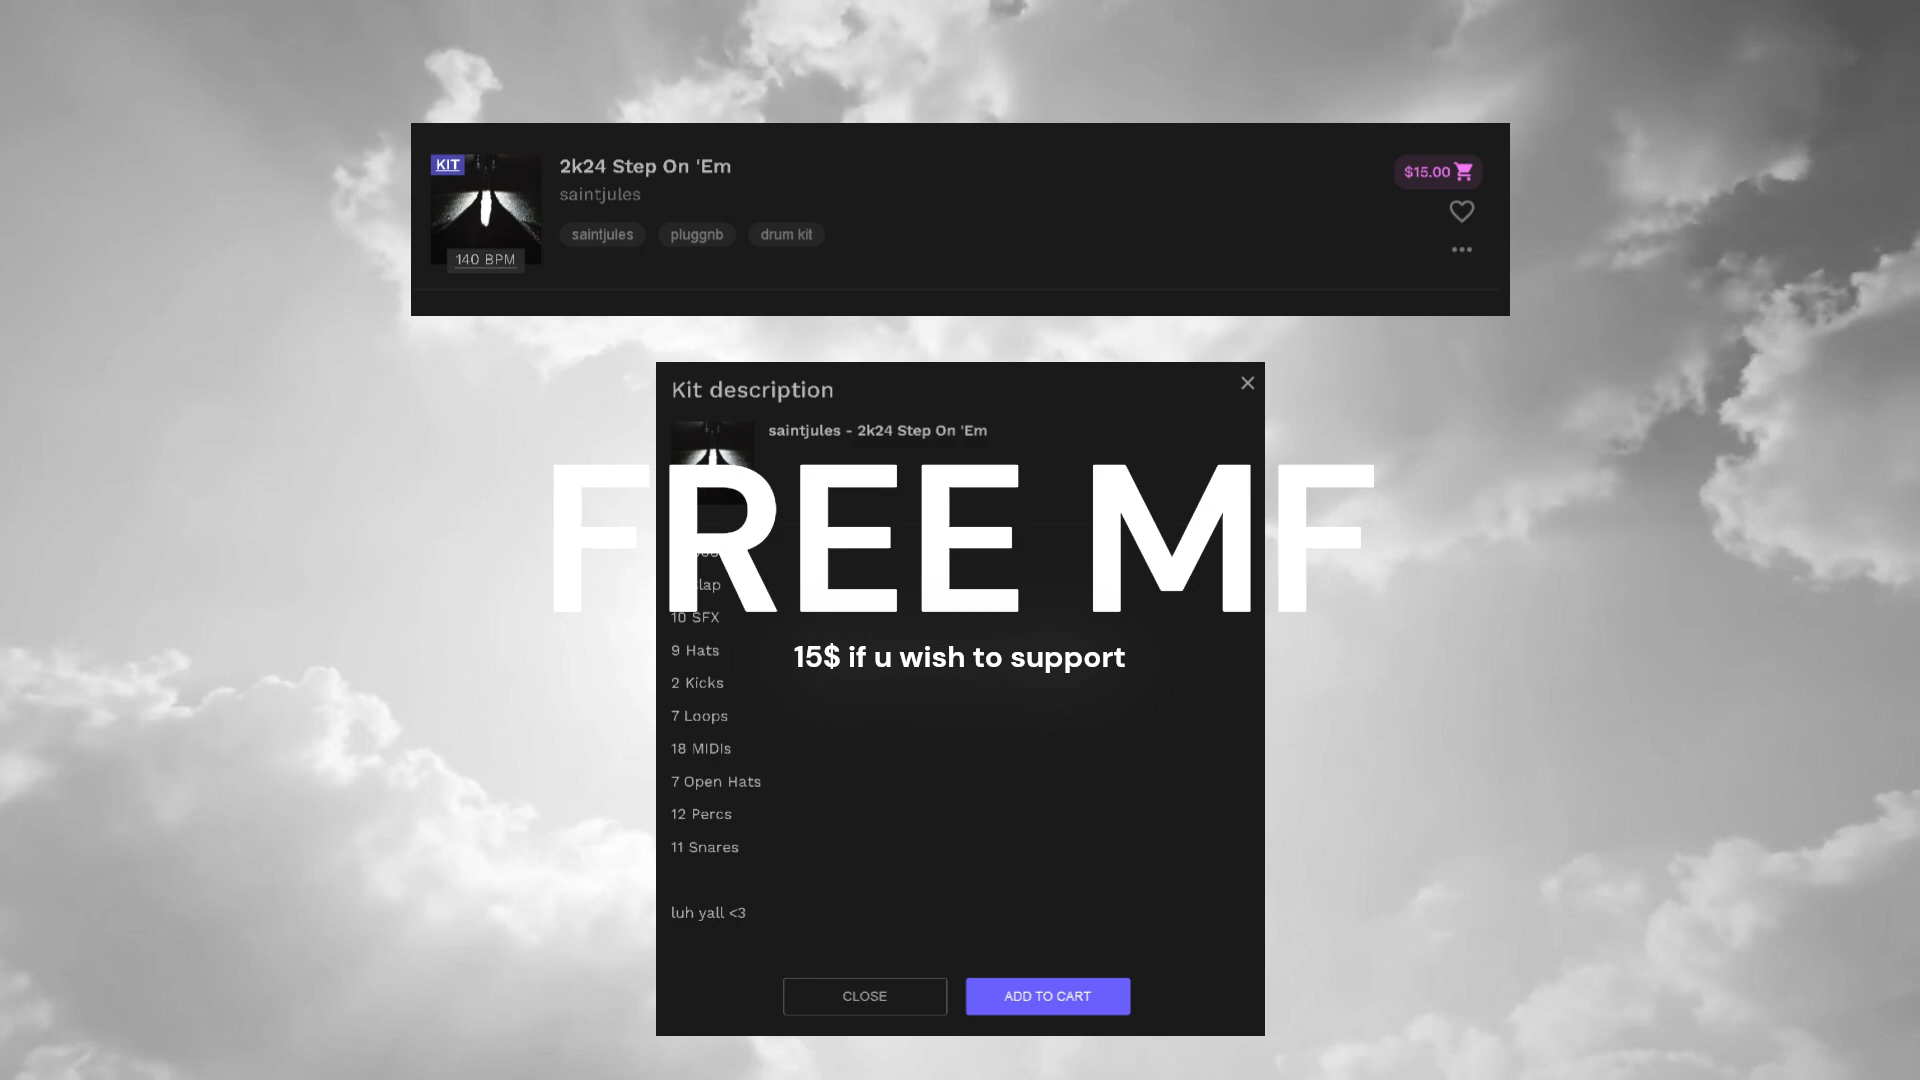 KIT
2k24 Step On 'Em
saintjules
saintjules pluggnb drum kit
140 BPM
$15.00
Kit description
saintjules - 2k24 Step On 'Em
FREE MF
10 SFX
15$ if u wish to support
9 Hats
2 Kicks
7 Loops
18 MIDIs
7 Open Hats
12 Percs
11 Snares
luh yall <3
CLOSE ADD TO CART